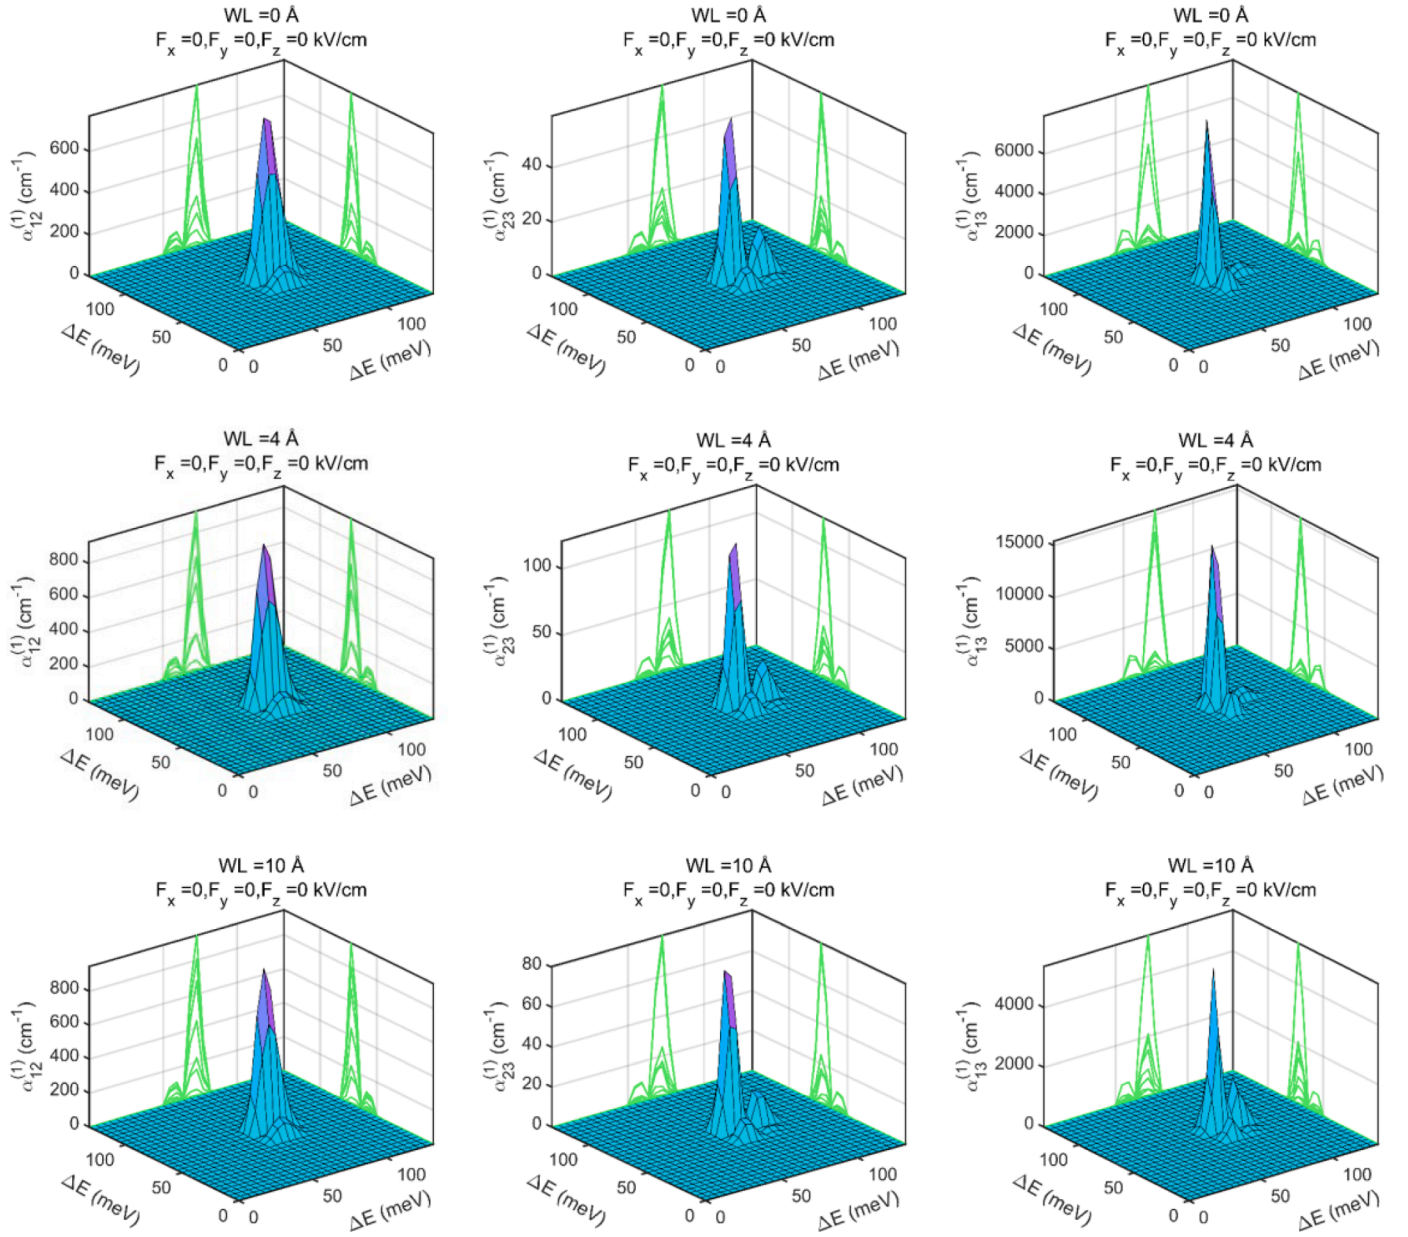 WL =0 Å
F_x =0,F_y =0,F_z =0 kV/cm
α_12^(1) (cm^-1)
600
400
200
0
100
50
0
ΔE (meV)
0
50
100
ΔE (meV)
WL =0 Å
F_x =0,F_y =0,F_z =0 kV/cm
α_23^(1) (cm^-1)
40
20
0
100
50
0
ΔE (meV)
0
50
100
ΔE (meV)
WL =0 Å
F_x =0,F_y =0,F_z =0 kV/cm
α_13^(1) (cm^-1)
6000
4000
2000
0
100
50
0
ΔE (meV)
0
50
100
ΔE (meV)
WL =4 Å
F_x =0,F_y =0,F_z =0 kV/cm
α_12^(1) (cm^-1)
800
600
400
200
0
100
50
0
ΔE (meV)
0
50
100
ΔE (meV)
WL =4 Å
F_x =0,F_y =0,F_z =0 kV/cm
α_23^(1) (cm^-1)
100
50
0
100
50
0
ΔE (meV)
0
50
100
ΔE (meV)
WL =4 Å
F_x =0,F_y =0,F_z =0 kV/cm
α_13^(1) (cm^-1)
15000
10000
5000
0
100
50
0
ΔE (meV)
0
50
100
ΔE (meV)
WL =10 Å
F_x =0,F_y =0,F_z =0 kV/cm
α_12^(1) (cm^-1)
800
600
400
200
0
100
50
0
ΔE (meV)
0
50
100
ΔE (meV)
WL =10 Å
F_x =0,F_y =0,F_z =0 kV/cm
α_23^(1) (cm^-1)
80
60
40
20
0
100
50
0
ΔE (meV)
0
50
100
ΔE (meV)
WL =10 Å
F_x =0,F_y =0,F_z =0 kV/cm
α_13^(1) (cm^-1)
4000
2000
0
100
50
0
ΔE (meV)
0
50
100
ΔE (meV)